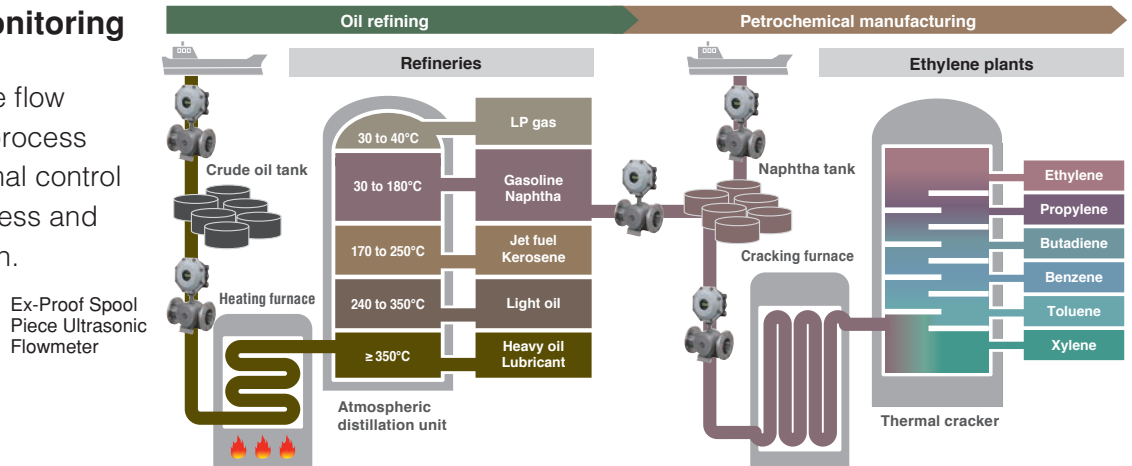 onitoring
e flow
process
nal control
ess and
n.
Ex-Proof Spool
Piece Ultrasonic
Flowmeter
Oil refining
Petrochemical manufacturing
Refineries
Ethylene plants
Crude oil tank
Heating furnace
30 to 40°C
30 to 180°C
170 to 250°C
240 to 350°C
≥ 350°C
LP gas
Gasoline
Naphtha
Jet fuel
Kerosene
Light oil
Heavy oil
Lubricant
Atmospheric
distillation unit
Naphtha tank
Cracking furnace
Ethylene
Propylene
Butadiene
Benzene
Toluene
Xylene
Thermal cracker